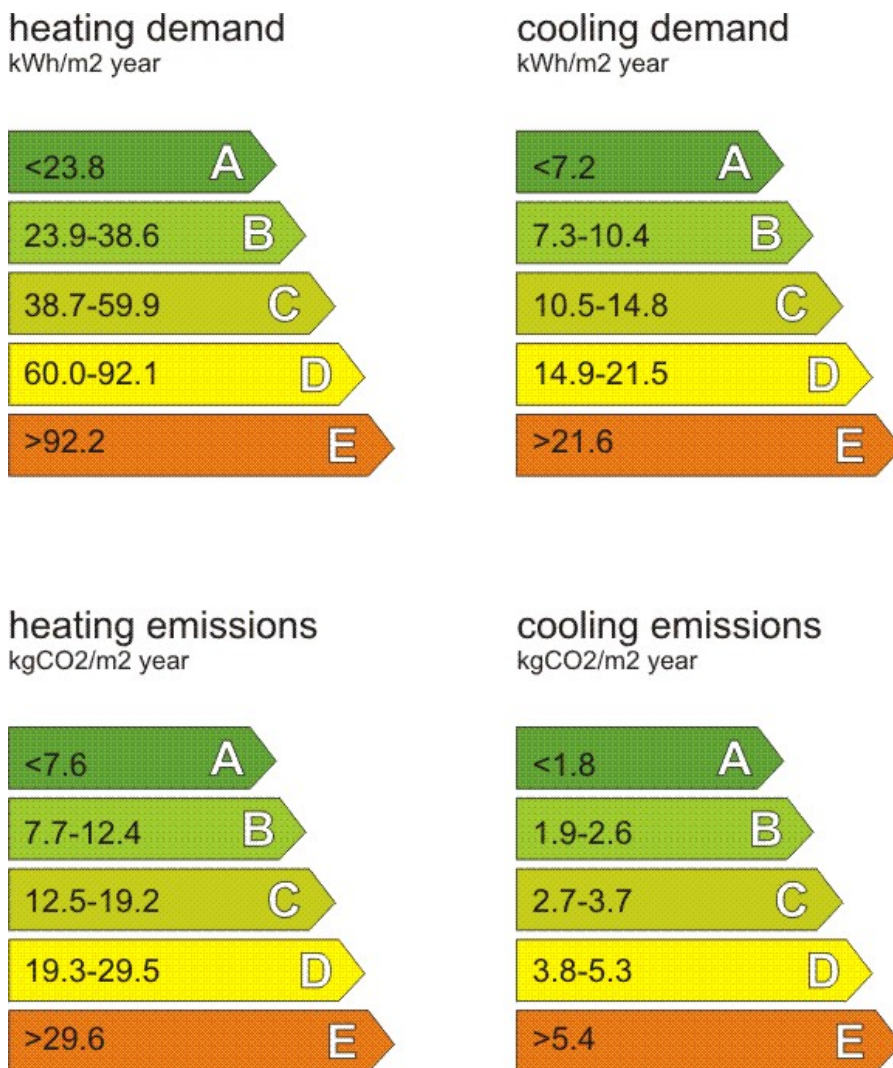 heating demand
kWh/m2 year
<23.8 A
23.9-38.6 B
38.7-59.9 C
60.0-92.1 D
>92.2 E
cooling demand
kWh/m2 year
<7.2 A
7.3-10.4 B
10.5-14.8 C
14.9-21.5 D
>21.6 E
heating emissions
kgCO2/m2 year
<7.6 A
7.7-12.4 B
12.5-19.2 C
19.3-29.5 D
>29.6 E
cooling emissions
kgCO2/m2 year
<1.8 A
1.9-2.6 B
2.7-3.7 C
3.8-5.3 D
>5.4 E